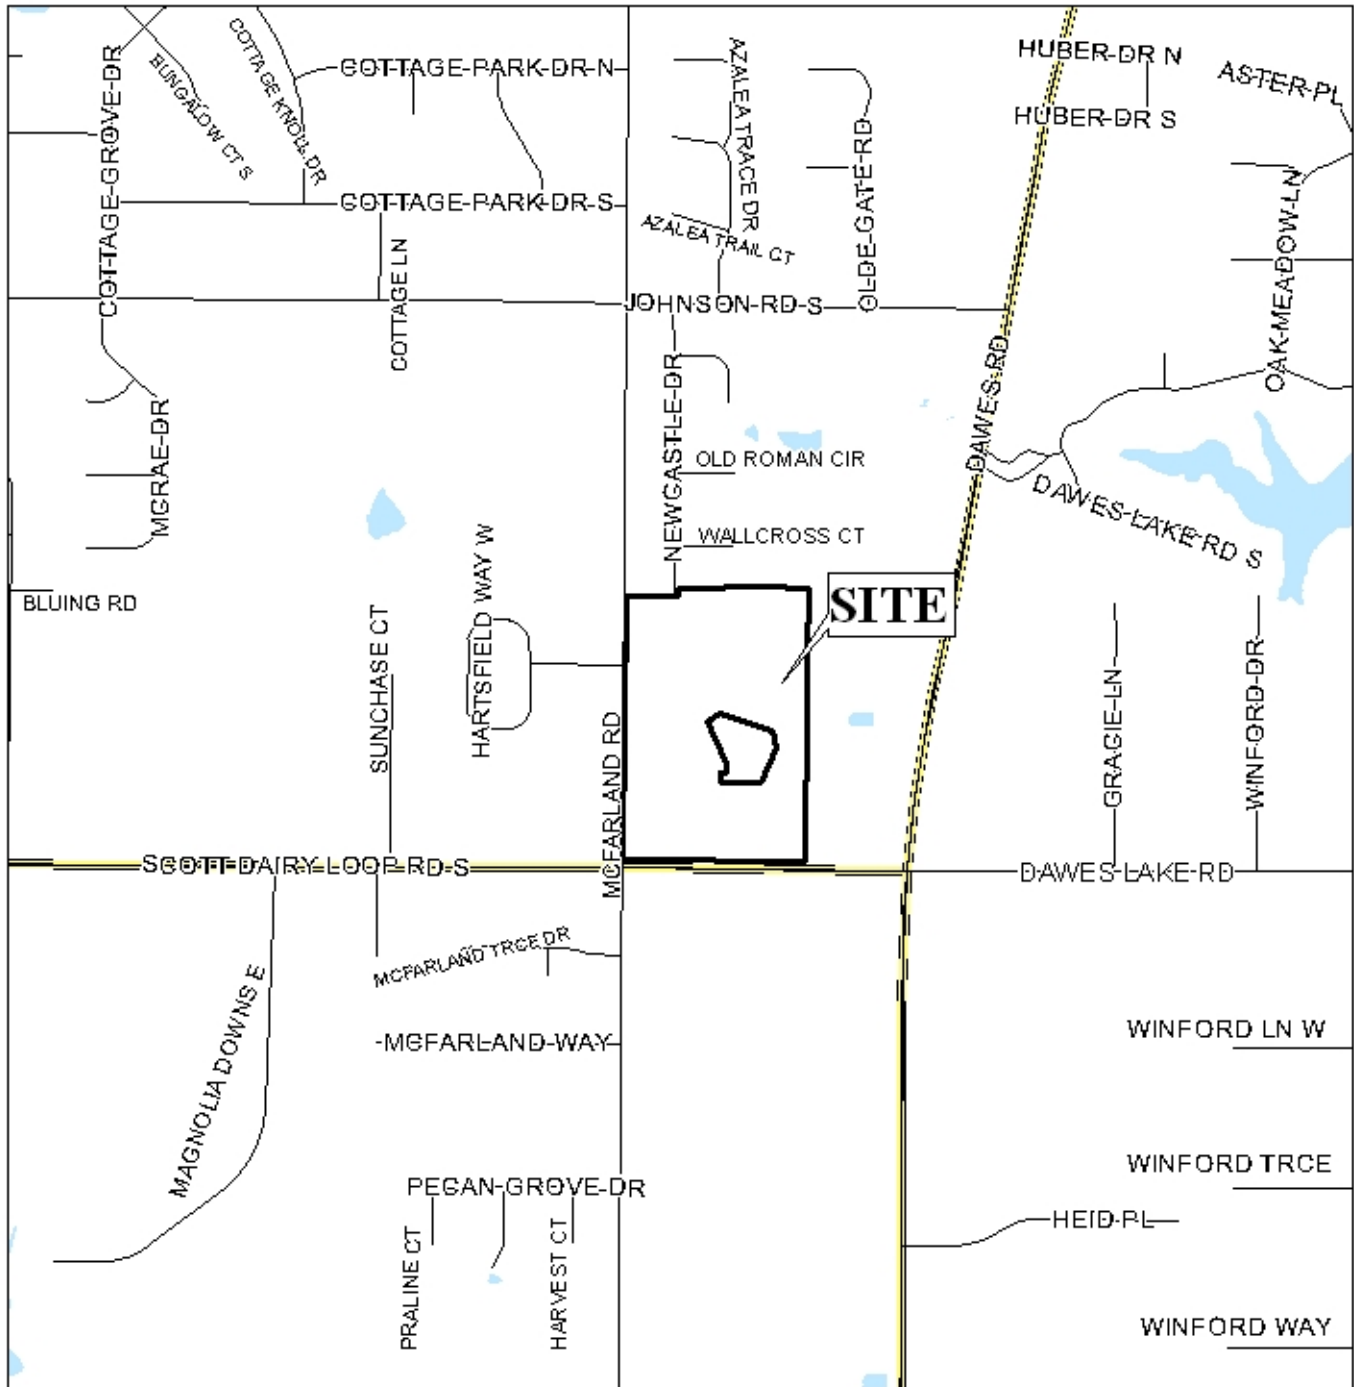 HUBER DR N
COTTAGE PARK DR N
ASTER PL
COTTAGE GROVE DR
BUNGALOW CT S
COTTAGE KNOLL DR
AZALEA TRACE DR
HUBER DR S
OLDE GATE RD
COTTAGE PARK DR S
AZALEA TRAIL CT
OAK MEADOW LN
COTTAGE LN
JOHNSON RD S
DAWES RD
NEWCASTLE DR
MCRAE DR
OLD ROMAN CIR
DAWES LAKE RD S
WALLCROSS CT
HARTSFIELD WAY W
BLUING RD
SITE
SUNCHASE CT
GRACIE LN
WINFORD DR
MCFARLAND RD
SCOTT DAIRY LOOP RD S
DAWES LAKE RD
MCFARLAND TRCE DR
MAGNOLIA DOWNS E
MCFARLAND WAY
WINFORD LN W
WINFORD TRCE
PECAN GROVE DR
HEID PL
PRALINE CT
HARVEST CT
WINFORD WAY